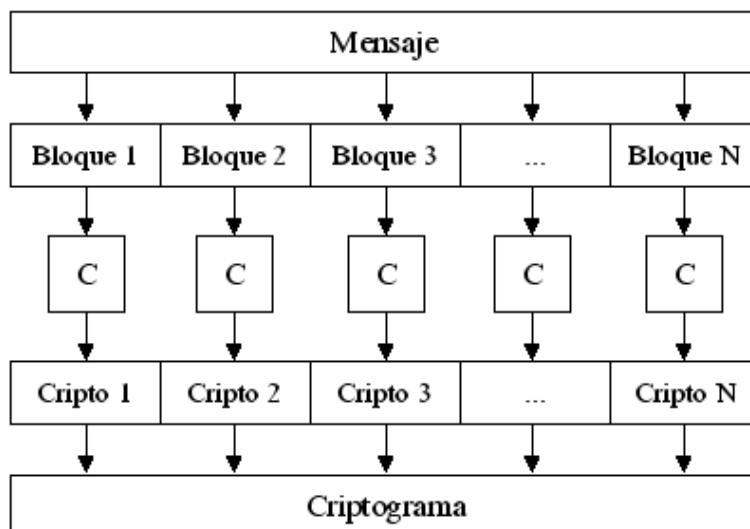 Mensaje
Bloque 1 Bloque 2 Bloque 3 ... Bloque N
C C C C C
Cripto 1 Cripto 2 Cripto 3 ... Cripto N
Criptograma